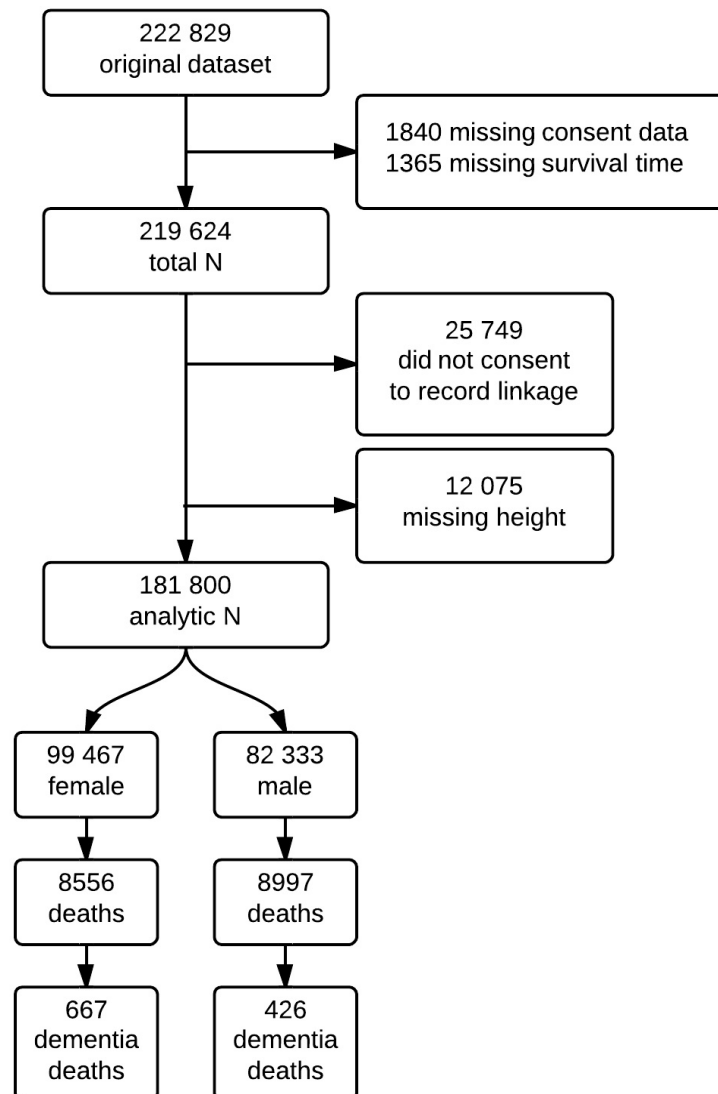 222 829
original dataset
1840 missing consent data
1365 missing survival time
219 624
total N
25 749
did not consent
to record linkage
12 075
missing height
181 800
analytic N
99 467
female
82 333
male
8556
deaths
8997
deaths
667
dementia
deaths
426
dementia
deaths